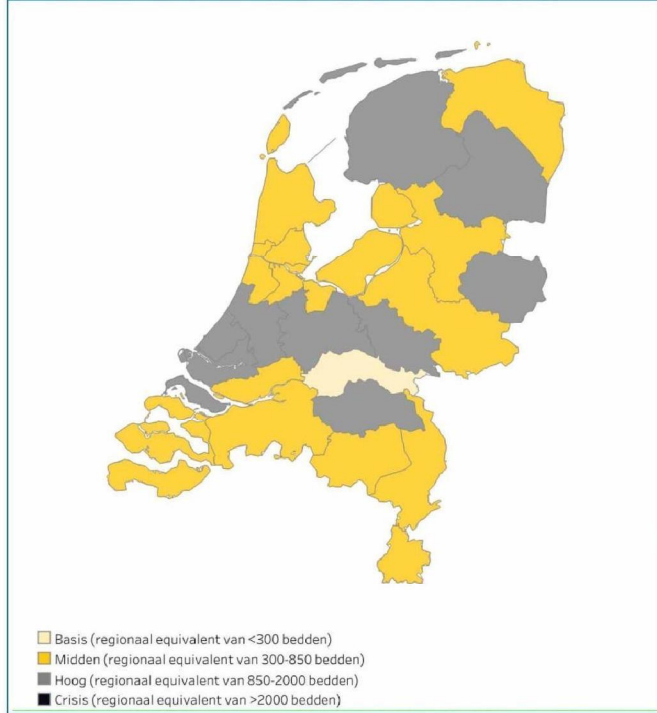 Basis (regionaal equivalent van <300 bedden)
Midden (regionaal equivalent van 300-850 bedden)
Hoog (regionaal equivalent van 850-2000 bedden)
Crisis (regionaal equivalent van >2000 bedden)